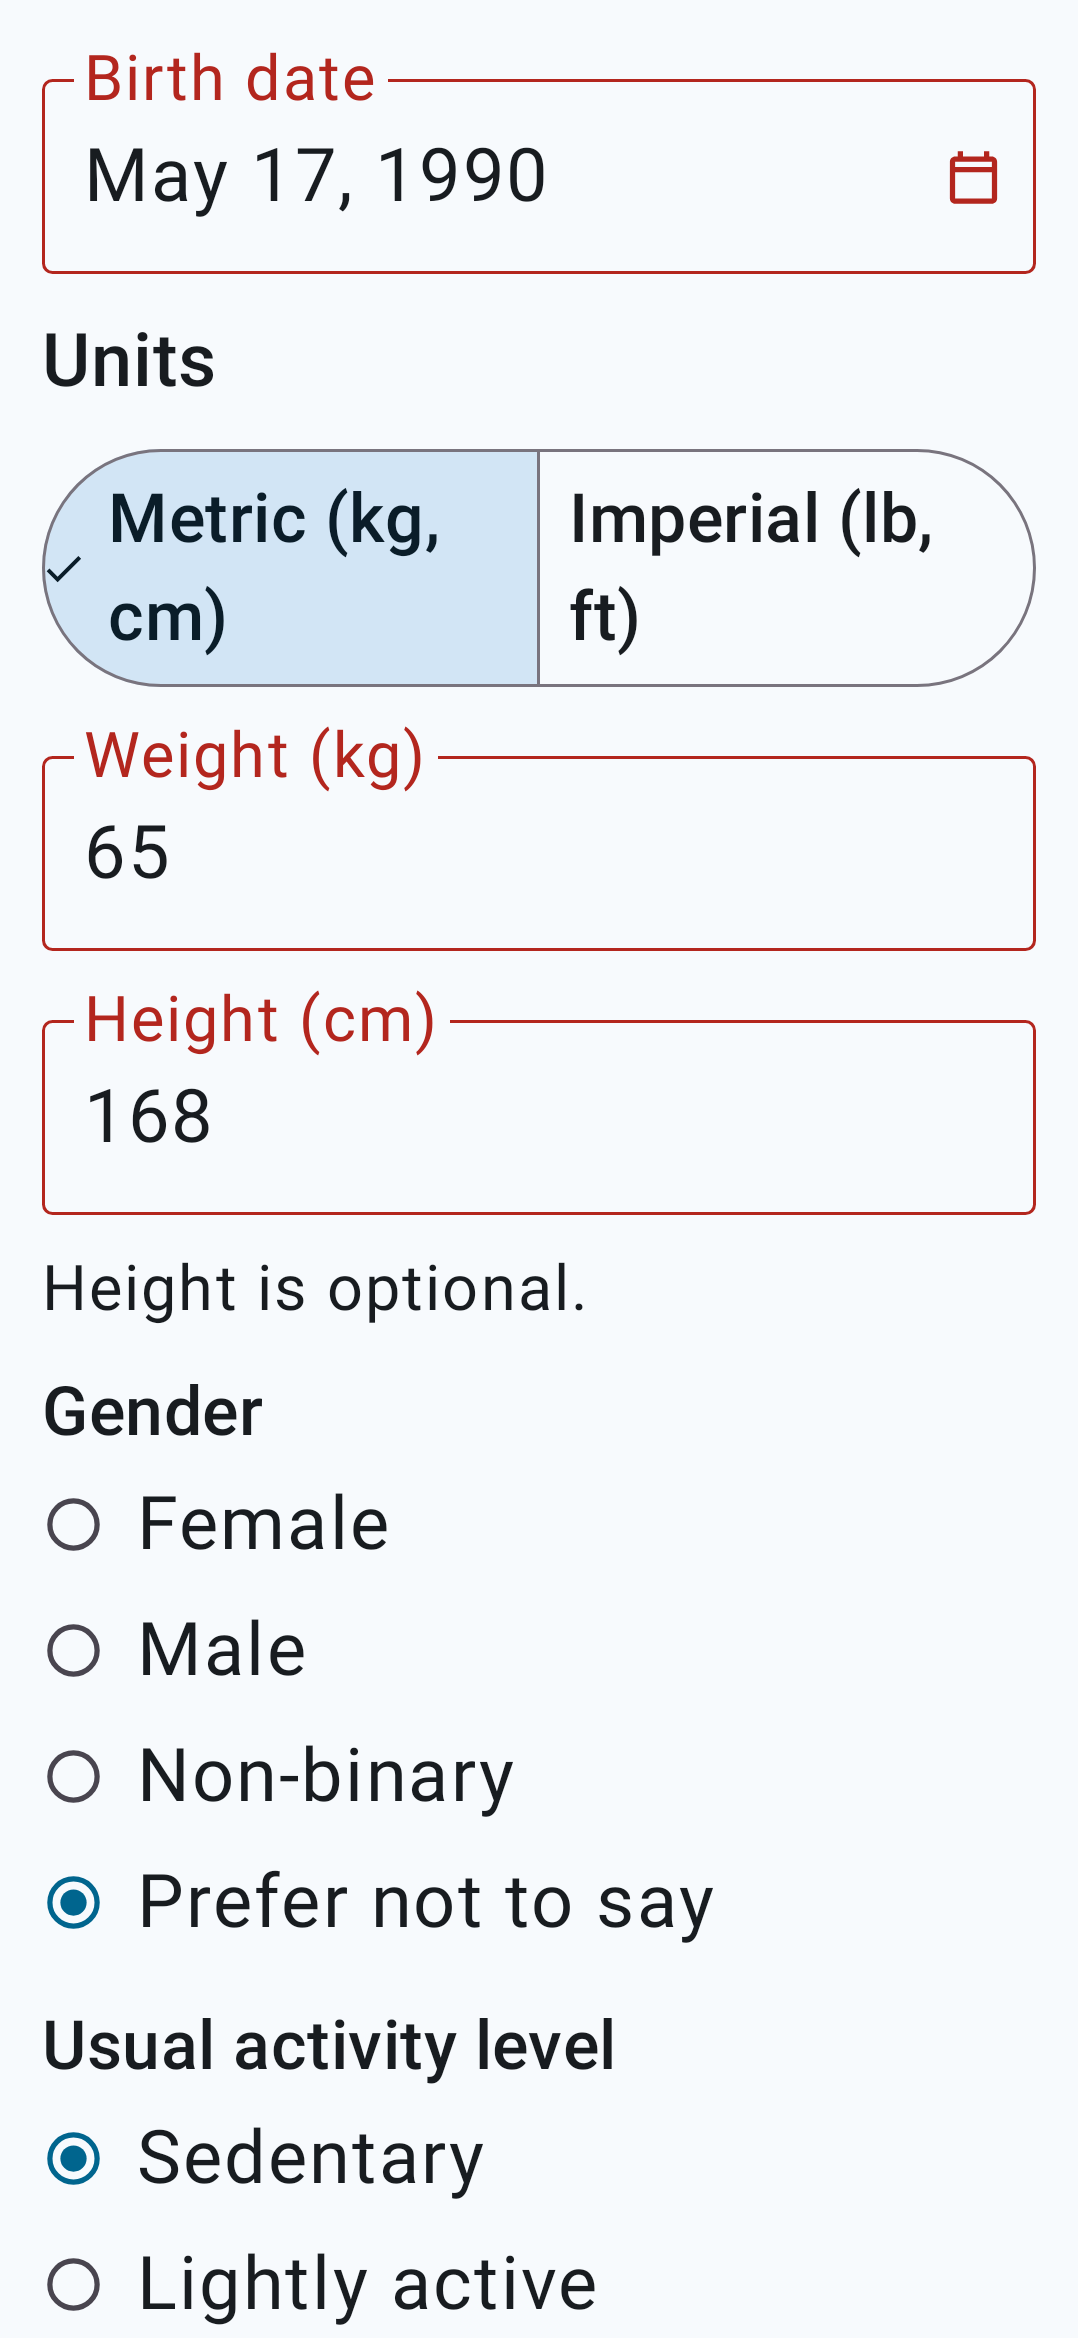 Birth date
May 17, 1990
Units
Metric (kg,
cm)
Imperial (lb,
ft)
Weight (kg)
65
Height (cm)
168
Height is optional.
Gender
Female
Male
Non-binary
Prefer not to say
Usual activity level
Sedentary
Lightly active